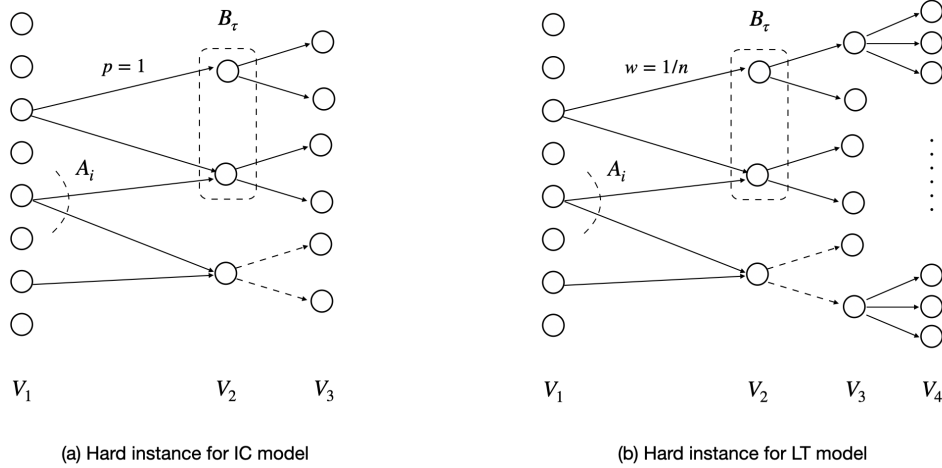 B_τ
p = 1
A_i
V_1 V_2 V_3
(a) Hard instance for IC model
B_τ
w = 1/n
A_i
V_1 V_2 V_3 V_4
(b) Hard instance for LT model